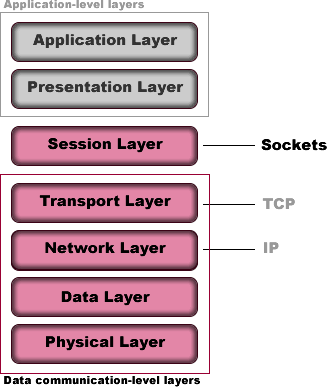 Application-level layers
Application Layer
Presentation Layer
Session Layer
Sockets
Transport Layer
TCP
Network Layer
IP
Data Layer
Physical Layer
Data communication-level layers